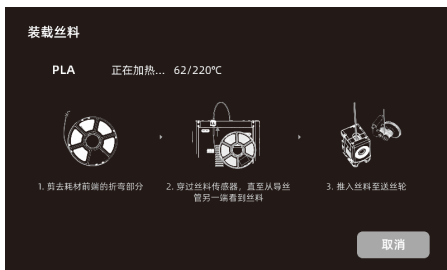 装载丝料
PLA 正在加热... 62/220℃
1. 剪去耗材前端的折弯部分
2. 穿过丝料传感器，直至从导丝
管另一端看到丝料
3. 推入丝料至送丝轮
取消